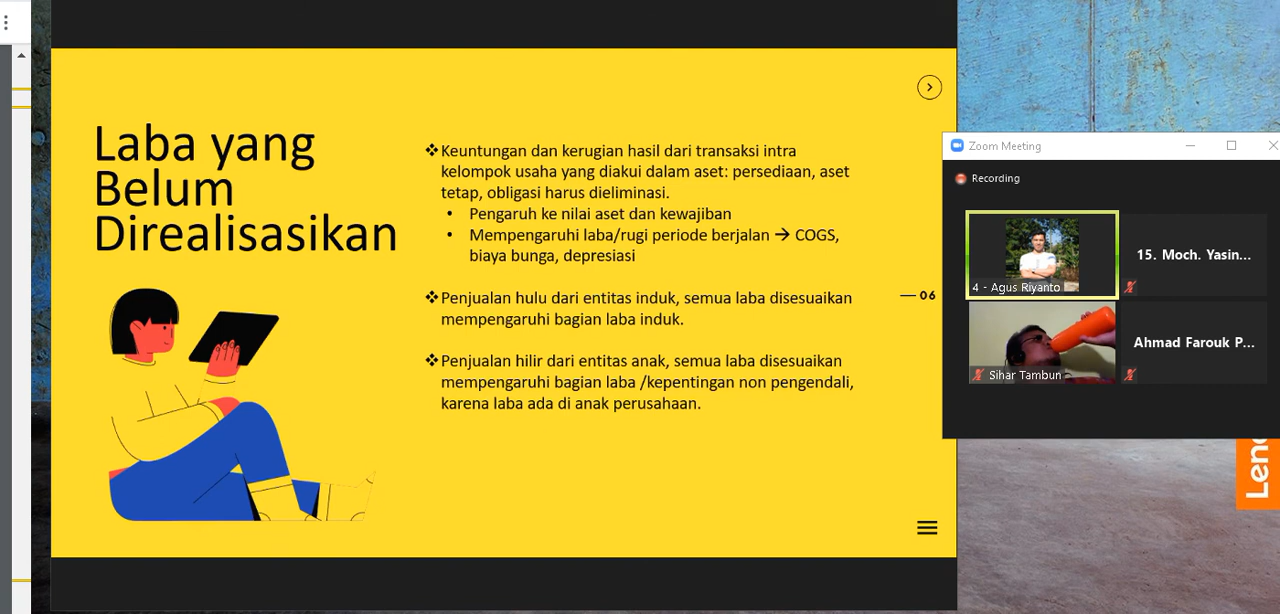 Laba yang
Belum
Direalisasikan
❖Keuntungan dan kerugian hasil dari transaksi intra
kelompok usaha yang diakui dalam aset: persediaan, aset
tetap, obligasi harus dieliminasi.
• Pengaruh ke nilai aset dan kewajiban
• Mempengaruhi laba/rugi periode berjalan → COGS,
biaya bunga, depresiasi
❖Penjualan hulu dari entitas induk, semua laba disesuaikan
mempengaruhi bagian laba induk.
❖Penjualan hilir dari entitas anak, semua laba disesuaikan
mempengaruhi bagian laba /kepentingan non pengendali,
karena laba ada di anak perusahaan.
— 06
Zoom Meeting
Recording
4 - Agus Riyanto
15. Moch. Yasin...
Sihar Tambun
Ahmad Farouk P...